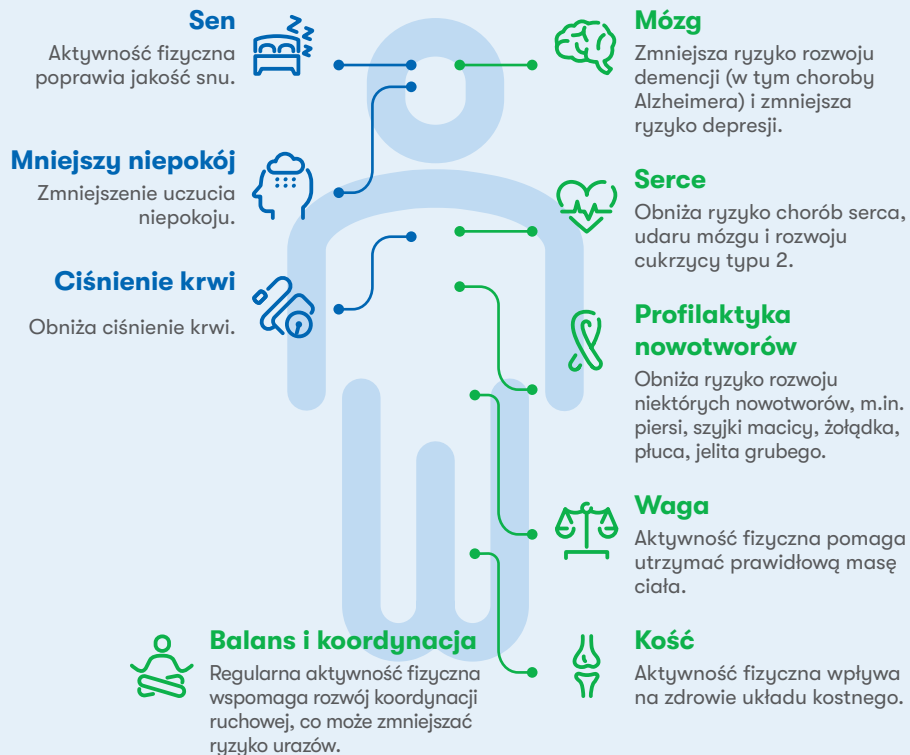 Sen
Aktywność fizyczna
poprawia jakość snu.
Mniejszy niepokój
Zmniejszenie uczucia
niepokoju.
Ciśnienie krwi
Obniża ciśnienie krwi.
Mózg
Zmniejsza ryzyko rozwoju
demencji (w tym choroby
Alzheimera) i zmniejsza
ryzyko depresji.
Serce
Obniża ryzyko chorób serca,
udaru mózgu i rozwoju
cukrzycy typu 2.
Profilaktyka
nowotworów
Obniża ryzyko rozwoju
niektórych nowotworów, m.in.
piersi, szyjki macicy, żołądka,
płuca, jelita grubego.
Waga
Aktywność fizyczna pomaga
utrzymać prawidłową masę
ciała.
Kość
Aktywność fizyczna wpływa
na zdrowie układu kostnego.
Balans i koordynacja
Regularna aktywność fizyczna
wspomaga rozwój koordynacji
ruchowej, co może zmniejszać
ryzyko urazów.